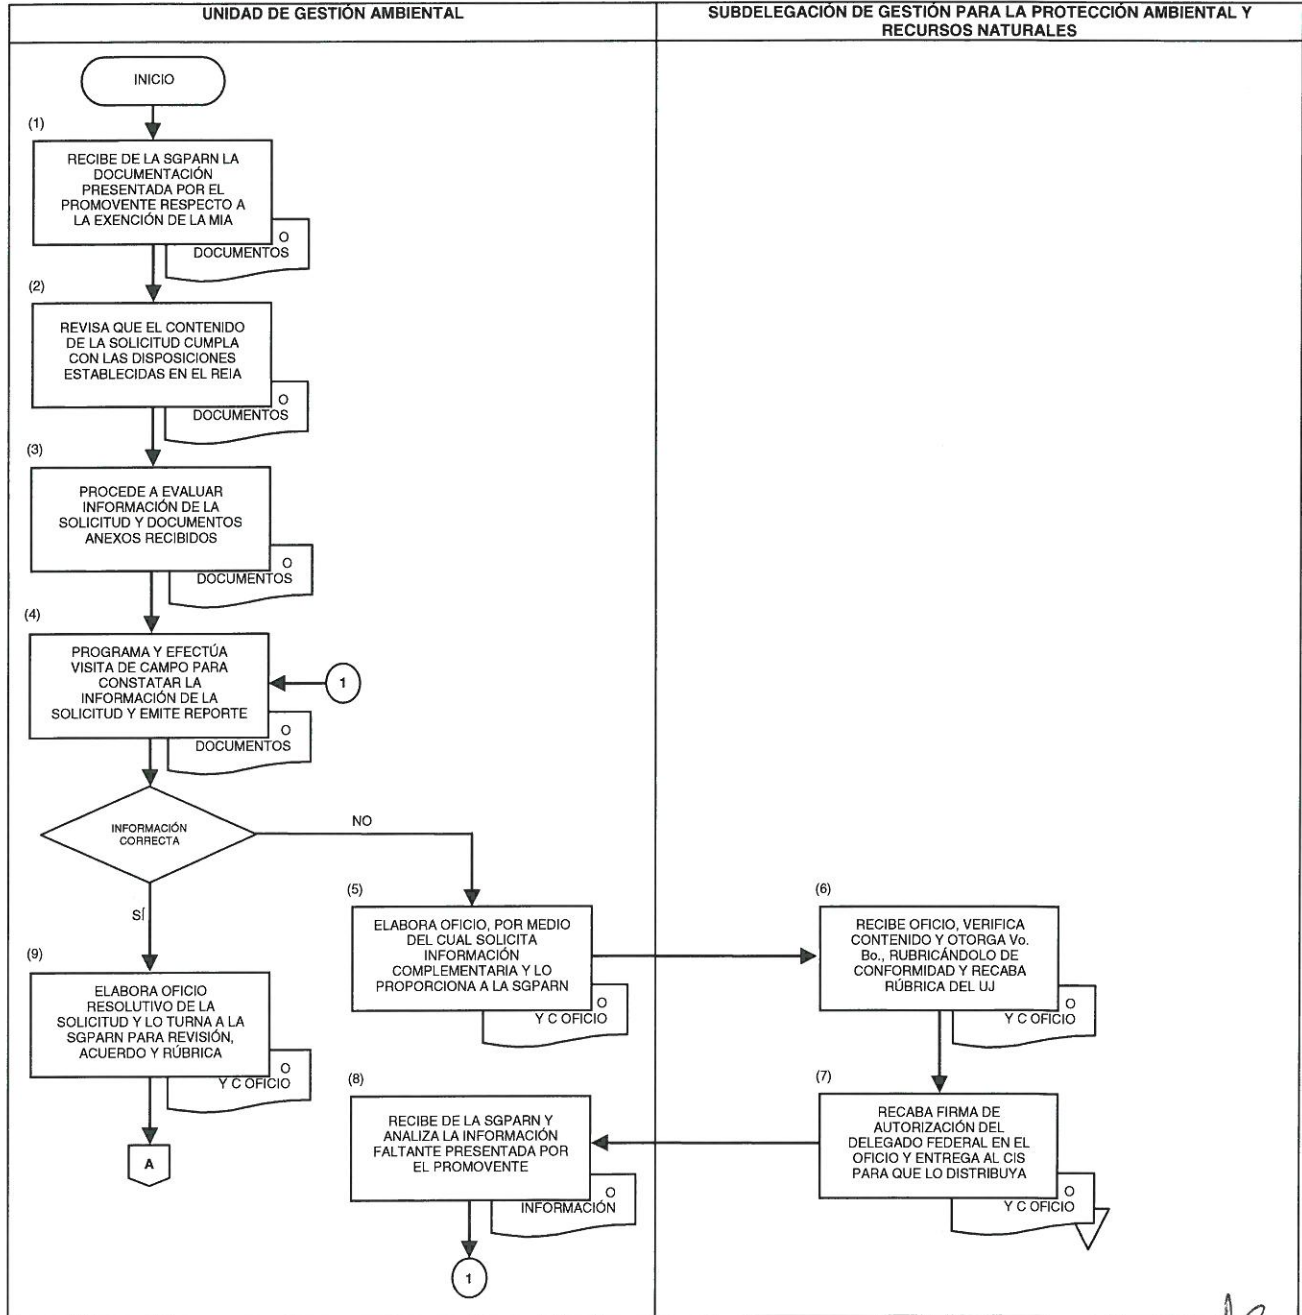 UNIDAD DE GESTIÓN AMBIENTAL
SUBDELEGACIÓN DE GESTIÓN PARA LA PROTECCIÓN AMBIENTAL Y
RECURSOS NATURALES
INICIO
(1)
RECIBE DE LA SGPARN LA
DOCUMENTACIÓN
PRESENTADA POR EL
PROMOVENTE RESPECTO A
LA EXENCIÓN DE LA MIA
O
DOCUMENTOS
(2)
REVISA QUE EL CONTENIDO
DE LA SOLICITUD CUMPLA
CON LAS DISPOSICIONES
ESTABLECIDAS EN EL REIA
O
DOCUMENTOS
(3)
PROCEDE A EVALUAR
INFORMACIÓN DE LA
SOLICITUD Y DOCUMENTOS
ANEXOS RECIBIDOS
O
DOCUMENTOS
(4)
PROGRAMA Y EFECTÚA
VISITA DE CAMPO PARA
CONSTATAR LA
INFORMACIÓN DE LA
SOLICITUD Y EMITE REPORTE
1
O
DOCUMENTOS
INFORMACIÓN
CORRECTA
NO
SÍ
(5)
ELABORA OFICIO, POR MEDIO
DEL CUAL SOLICITA
INFORMACIÓN
COMPLEMENTARIA Y LO
PROPORCIONA A LA SGPARN
O
Y C OFICIO
(6)
RECIBE OFICIO, VERIFICA
CONTENIDO Y OTORGA Vo.
Bo., RUBRICÁNDOLO DE
CONFORMIDAD Y RECABA
RÚBRICA DEL UJ
O
Y C OFICIO
(9)
ELABORA OFICIO
RESOLUTIVO DE LA
SOLICITUD Y LO TURNA A LA
SGPARN PARA REVISIÓN,
ACUERDO Y RÚBRICA
O
Y C OFICIO
A
(8)
RECIBE DE LA SGPARN Y
ANALIZA LA INFORMACIÓN
FALTANTE PRESENTADA POR
EL PROMOVENTE
O
INFORMACIÓN
1
(7)
RECABA FIRMA DE
AUTORIZACIÓN DEL
DELEGADO FEDERAL EN EL
OFICIO Y ENTREGA AL CIS
PARA QUE LO DISTRIBUYA
O
Y C OFICIO